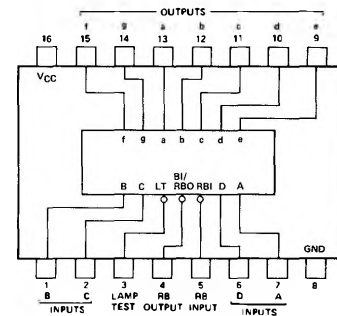 OUTPUTS
f g a b c d e
16 15 14 13 12 11 10 9
VCC
f g a b c d e
BI/
B C LT RBO RBI D A
GND
1 2 3 4 5 6 7 8
B C LAMP RB RB D A
TEST OUTPUT INPUT
INPUTS INPUTS